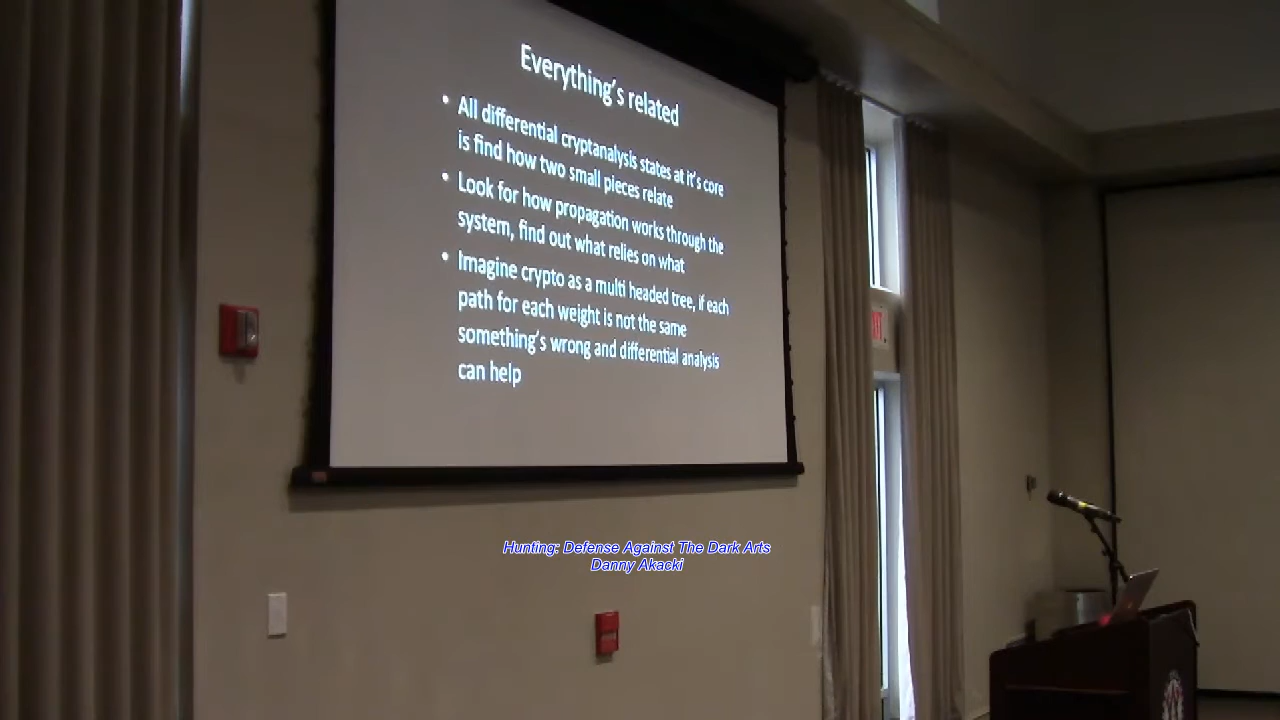 Everything's related
• All differential cryptanalysis states at it's core
is find how two small pieces relate
• Look for how propagation works through the
system, find out what relies on what
• Imagine crypto as a multi headed tree, if each
path for each weight is not the same
something's wrong and differential analysis
can help
Hunting: Defense Against The Dark Arts
Danny Akacki